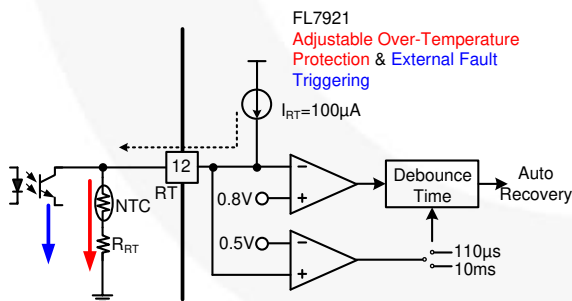 FL7921
Adjustable Over-Temperature
Protection & External Fault
Triggering
I_RT=100µA
12
RT
NTC
R_RT
0.8V
−
+
0.5V
−
+
Debounce
Time
Auto
Recovery
110µs
10ms